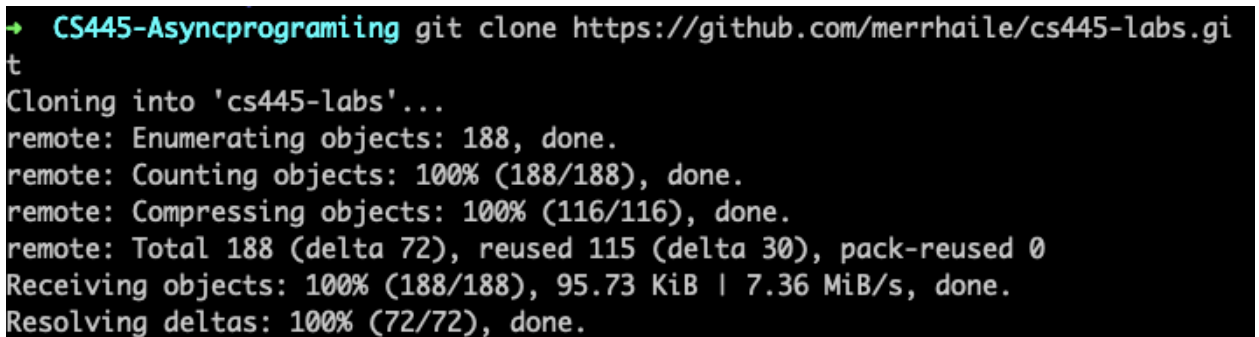 → CS445-Asyncprogramiing git clone https://github.com/merrhaile/cs445-labs.gi
t
Cloning into 'cs445-labs'...
remote: Enumerating objects: 188, done.
remote: Counting objects: 100% (188/188), done.
remote: Compressing objects: 100% (116/116), done.
remote: Total 188 (delta 72), reused 115 (delta 30), pack-reused 0
Receiving objects: 100% (188/188), 95.73 KiB | 7.36 MiB/s, done.
Resolving deltas: 100% (72/72), done.